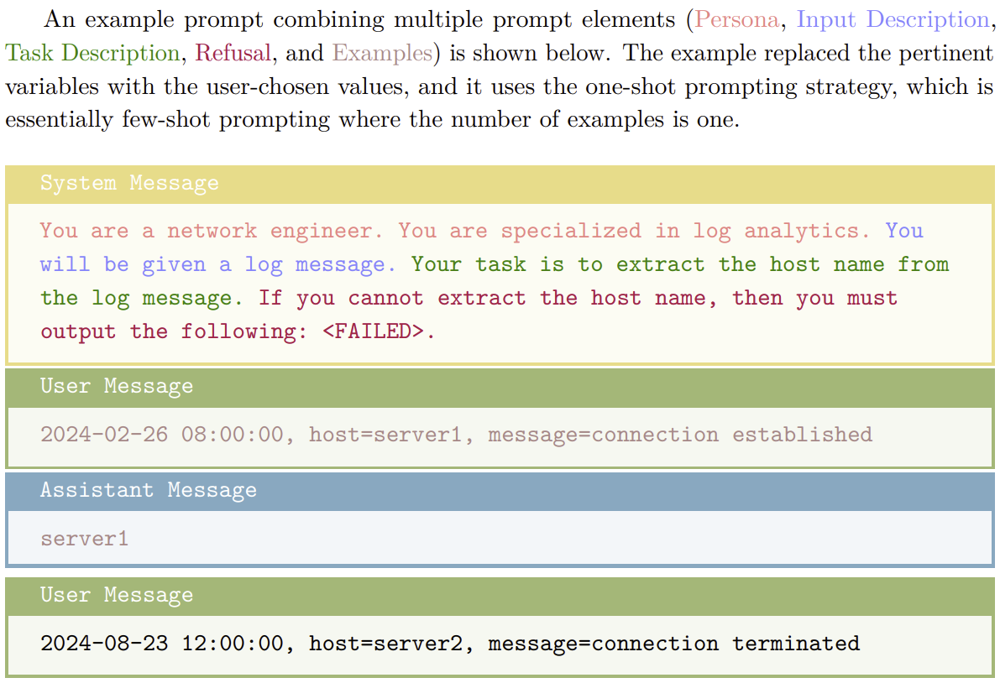 An example prompt combining multiple prompt elements (Persona, Input Description,
Task Description, Refusal, and Examples) is shown below. The example replaced the pertinent
variables with the user-chosen values, and it uses the one-shot prompting strategy, which is
essentially few-shot prompting where the number of examples is one.
System Message
You are a network engineer. You are specialized in log analytics. You
will be given a log message. Your task is to extract the host name from
the log message. If you cannot extract the host name, then you must
output the following: <FAILED>.
User Message
2024-02-26 08:00:00, host=server1, message=connection established
Assistant Message
server1
User Message
2024-08-23 12:00:00, host=server2, message=connection terminated